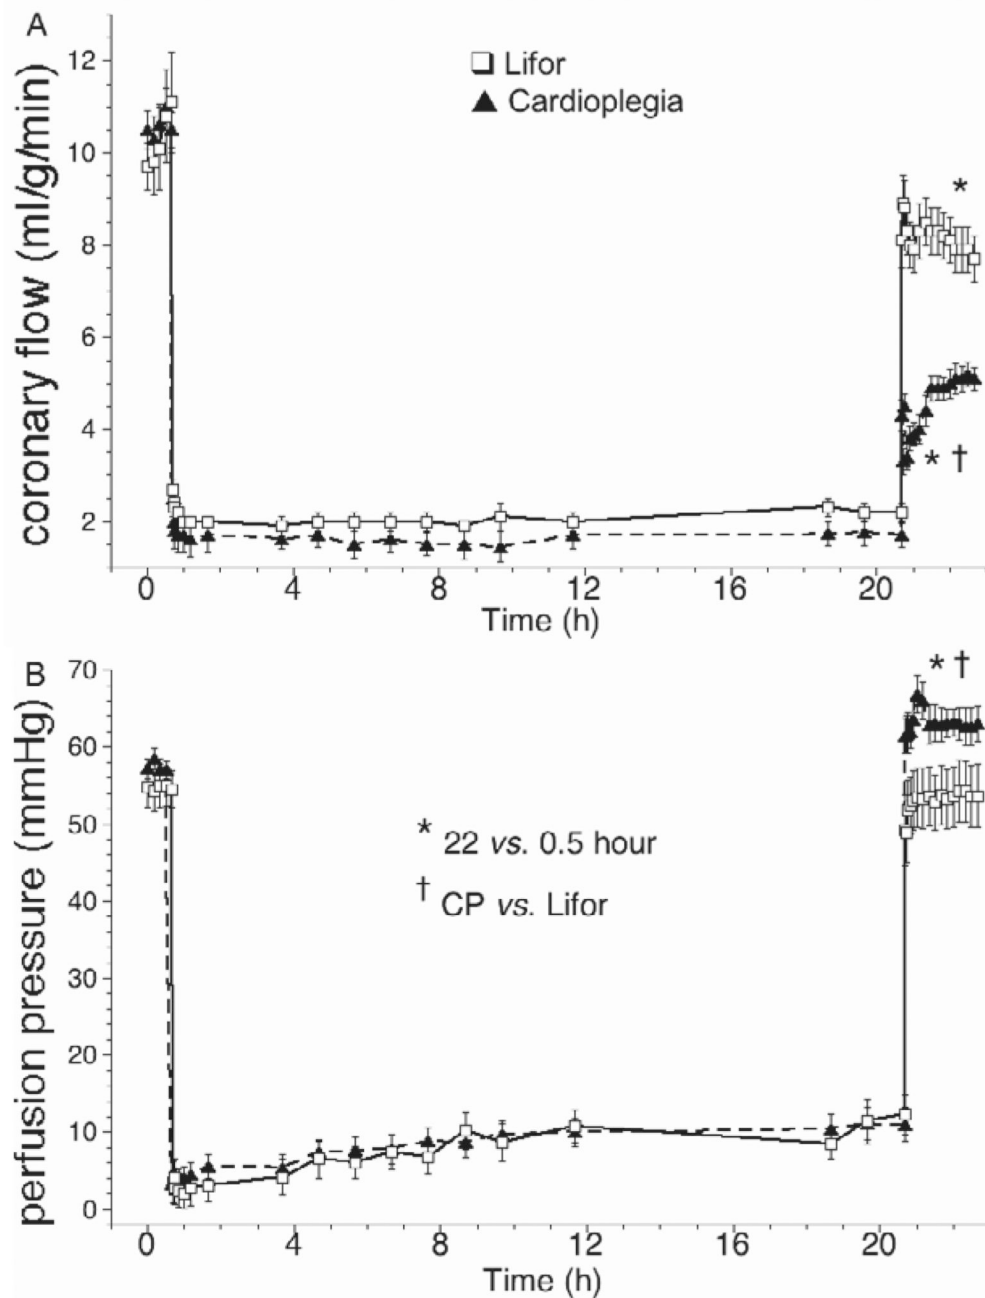 A
Lifor
Cardioplegia
coronary flow (ml/g/min)
12
10
8
6
4
2
*
* †
0 4 8 12 16 20
Time (h)
B
perfusion pressure (mmHg)
70
60
50
40
30
20
10
0
* †
* 22 vs. 0.5 hour
† CP vs. Lifor
0 4 8 12 16 20
Time (h)